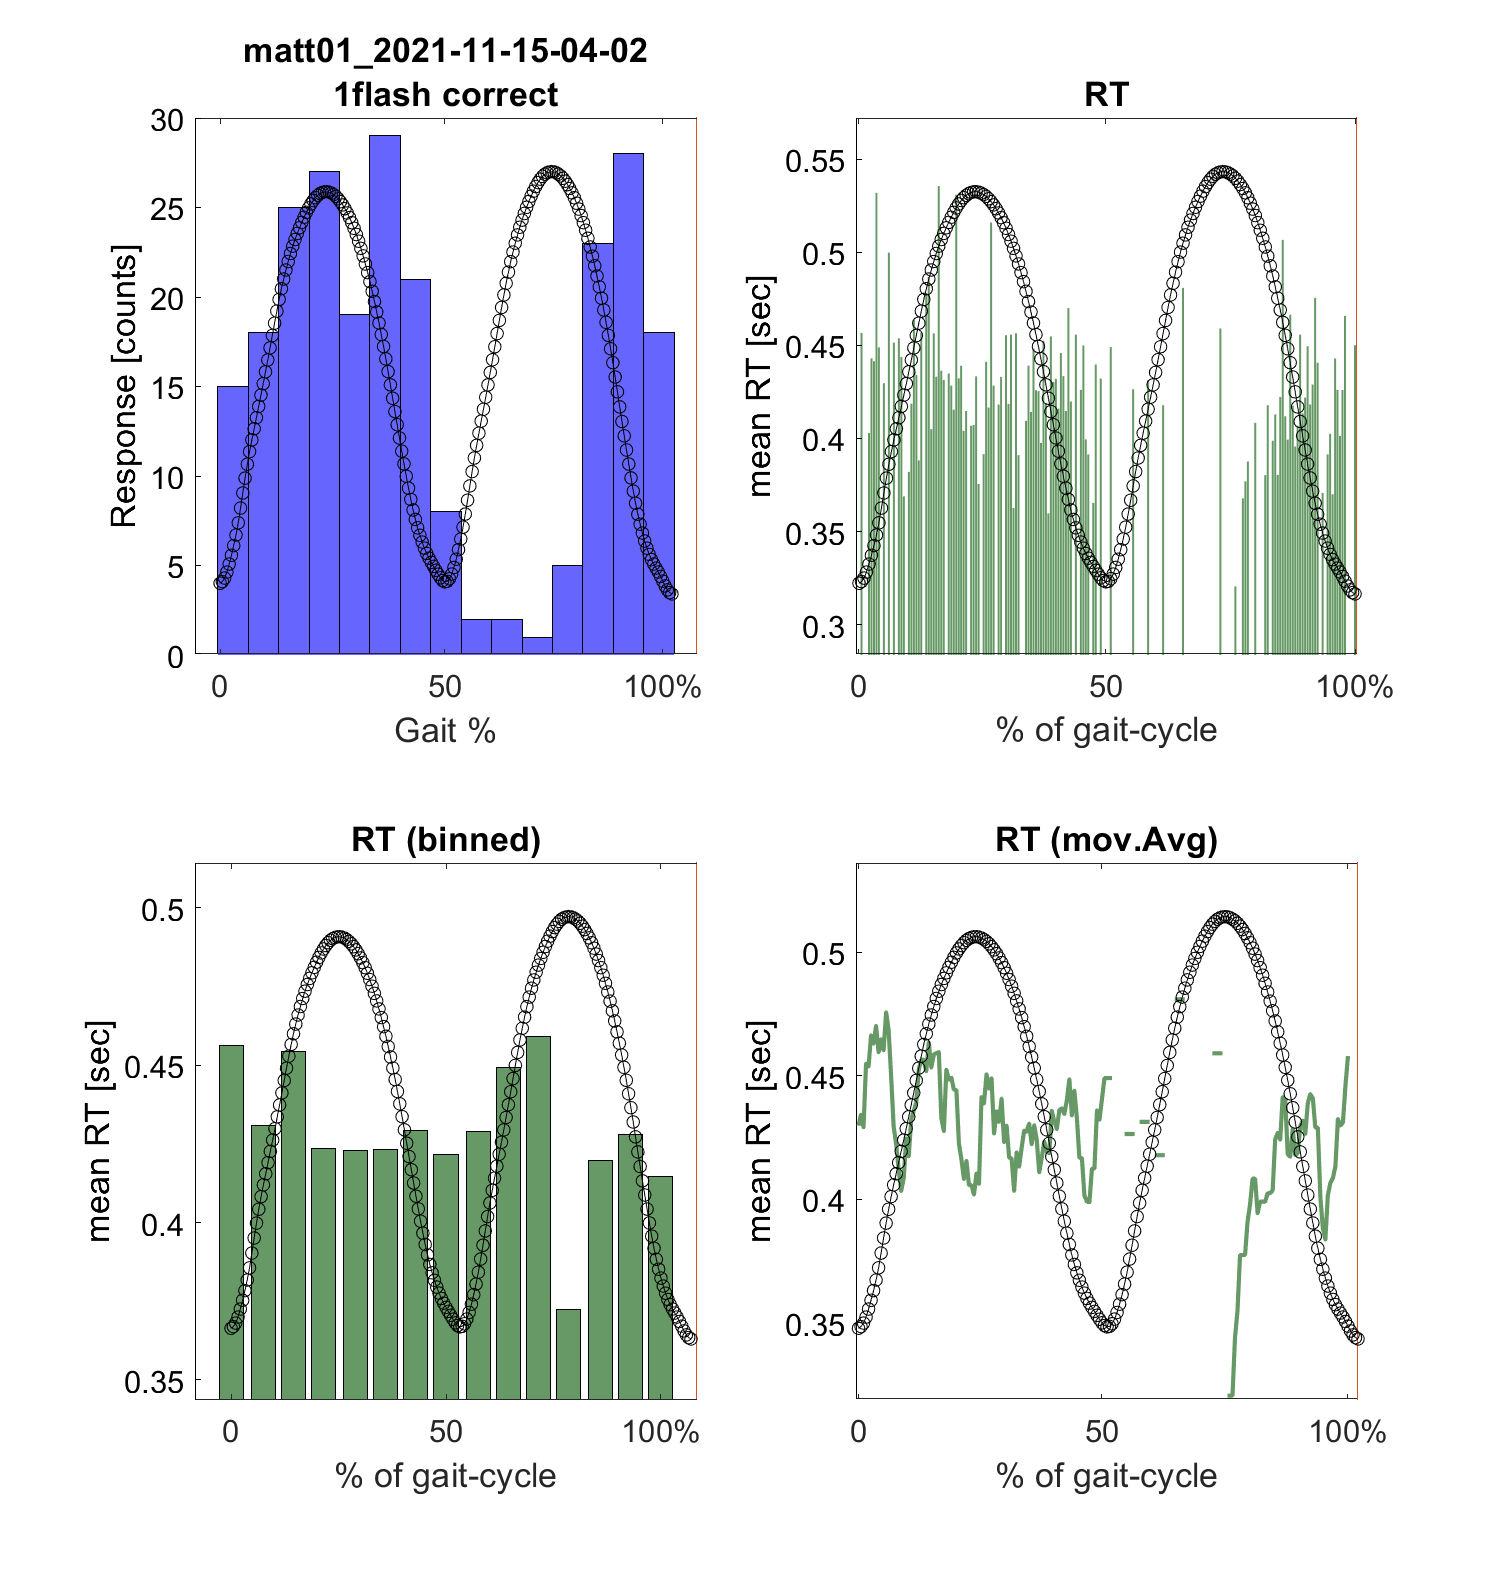 matt01_2021-11-15-04-02
1flash correct
30
25
20
15
10
5
0
Response [counts]
0 50 100%
Gait %
RT
0.55
0.5
0.45
0.4
0.35
0.3
mean RT [sec]
0 50 100%
% of gait-cycle
RT (binned)
0.5
0.45
0.4
0.35
mean RT [sec]
0 50 100%
% of gait-cycle
RT (mov.Avg)
0.5
0.45
0.4
0.35
mean RT [sec]
0 50 100%
% of gait-cycle